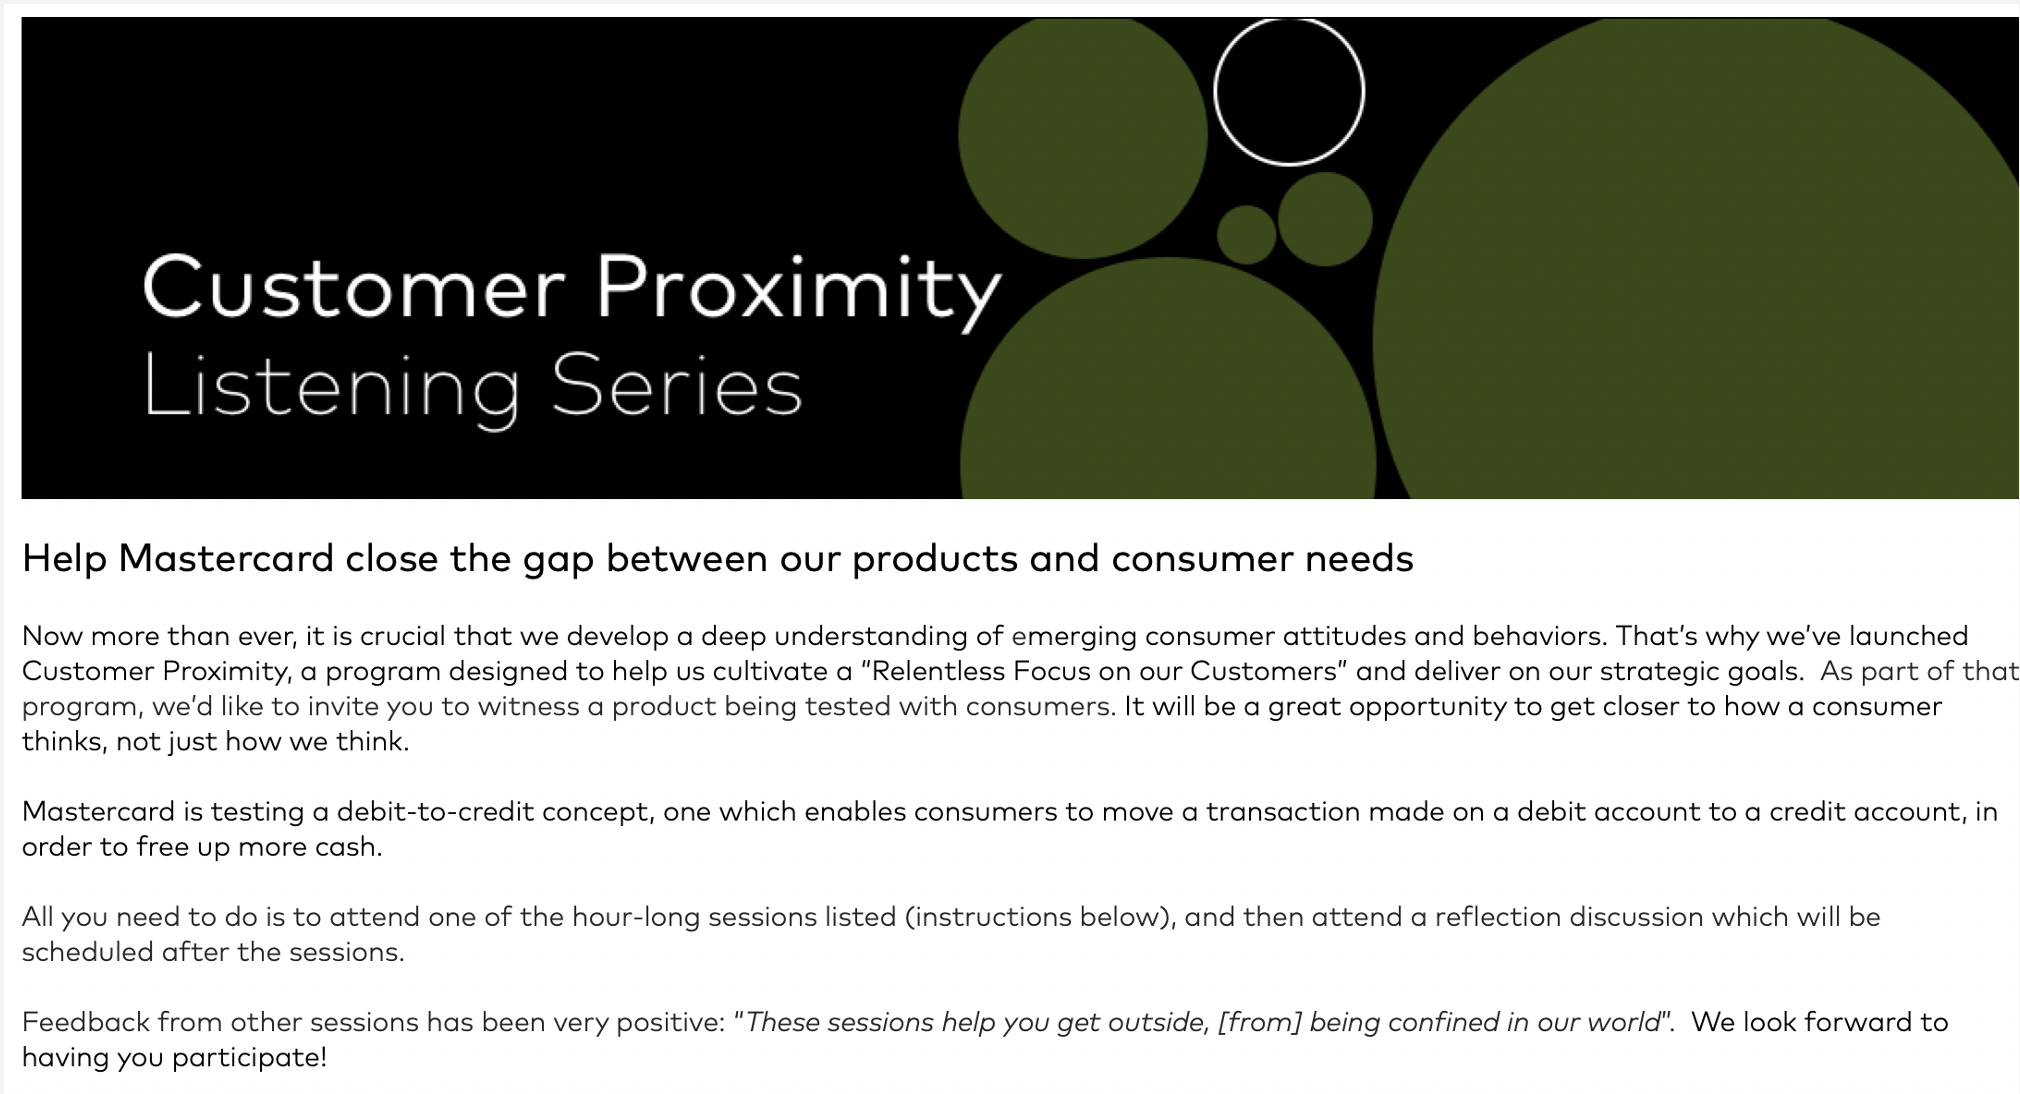 Customer Proximity
Listening Series
Help Mastercard close the gap between our products and consumer needs
Now more than ever, it is crucial that we develop a deep understanding of emerging consumer attitudes and behaviors. That’s why we’ve launched
Customer Proximity, a program designed to help us cultivate a “Relentless Focus on our Customers” and deliver on our strategic goals.  As part of that
program, we’d like to invite you to witness a product being tested with consumers. It will be a great opportunity to get closer to how a consumer
thinks, not just how we think.
Mastercard is testing a debit-to-credit concept, one which enables consumers to move a transaction made on a debit account to a credit account, in
order to free up more cash.
All you need to do is to attend one of the hour-long sessions listed (instructions below), and then attend a reflection discussion which will be
scheduled after the sessions.
Feedback from other sessions has been very positive: “These sessions help you get outside, [from] being confined in our world”.  We look forward to
having you participate!